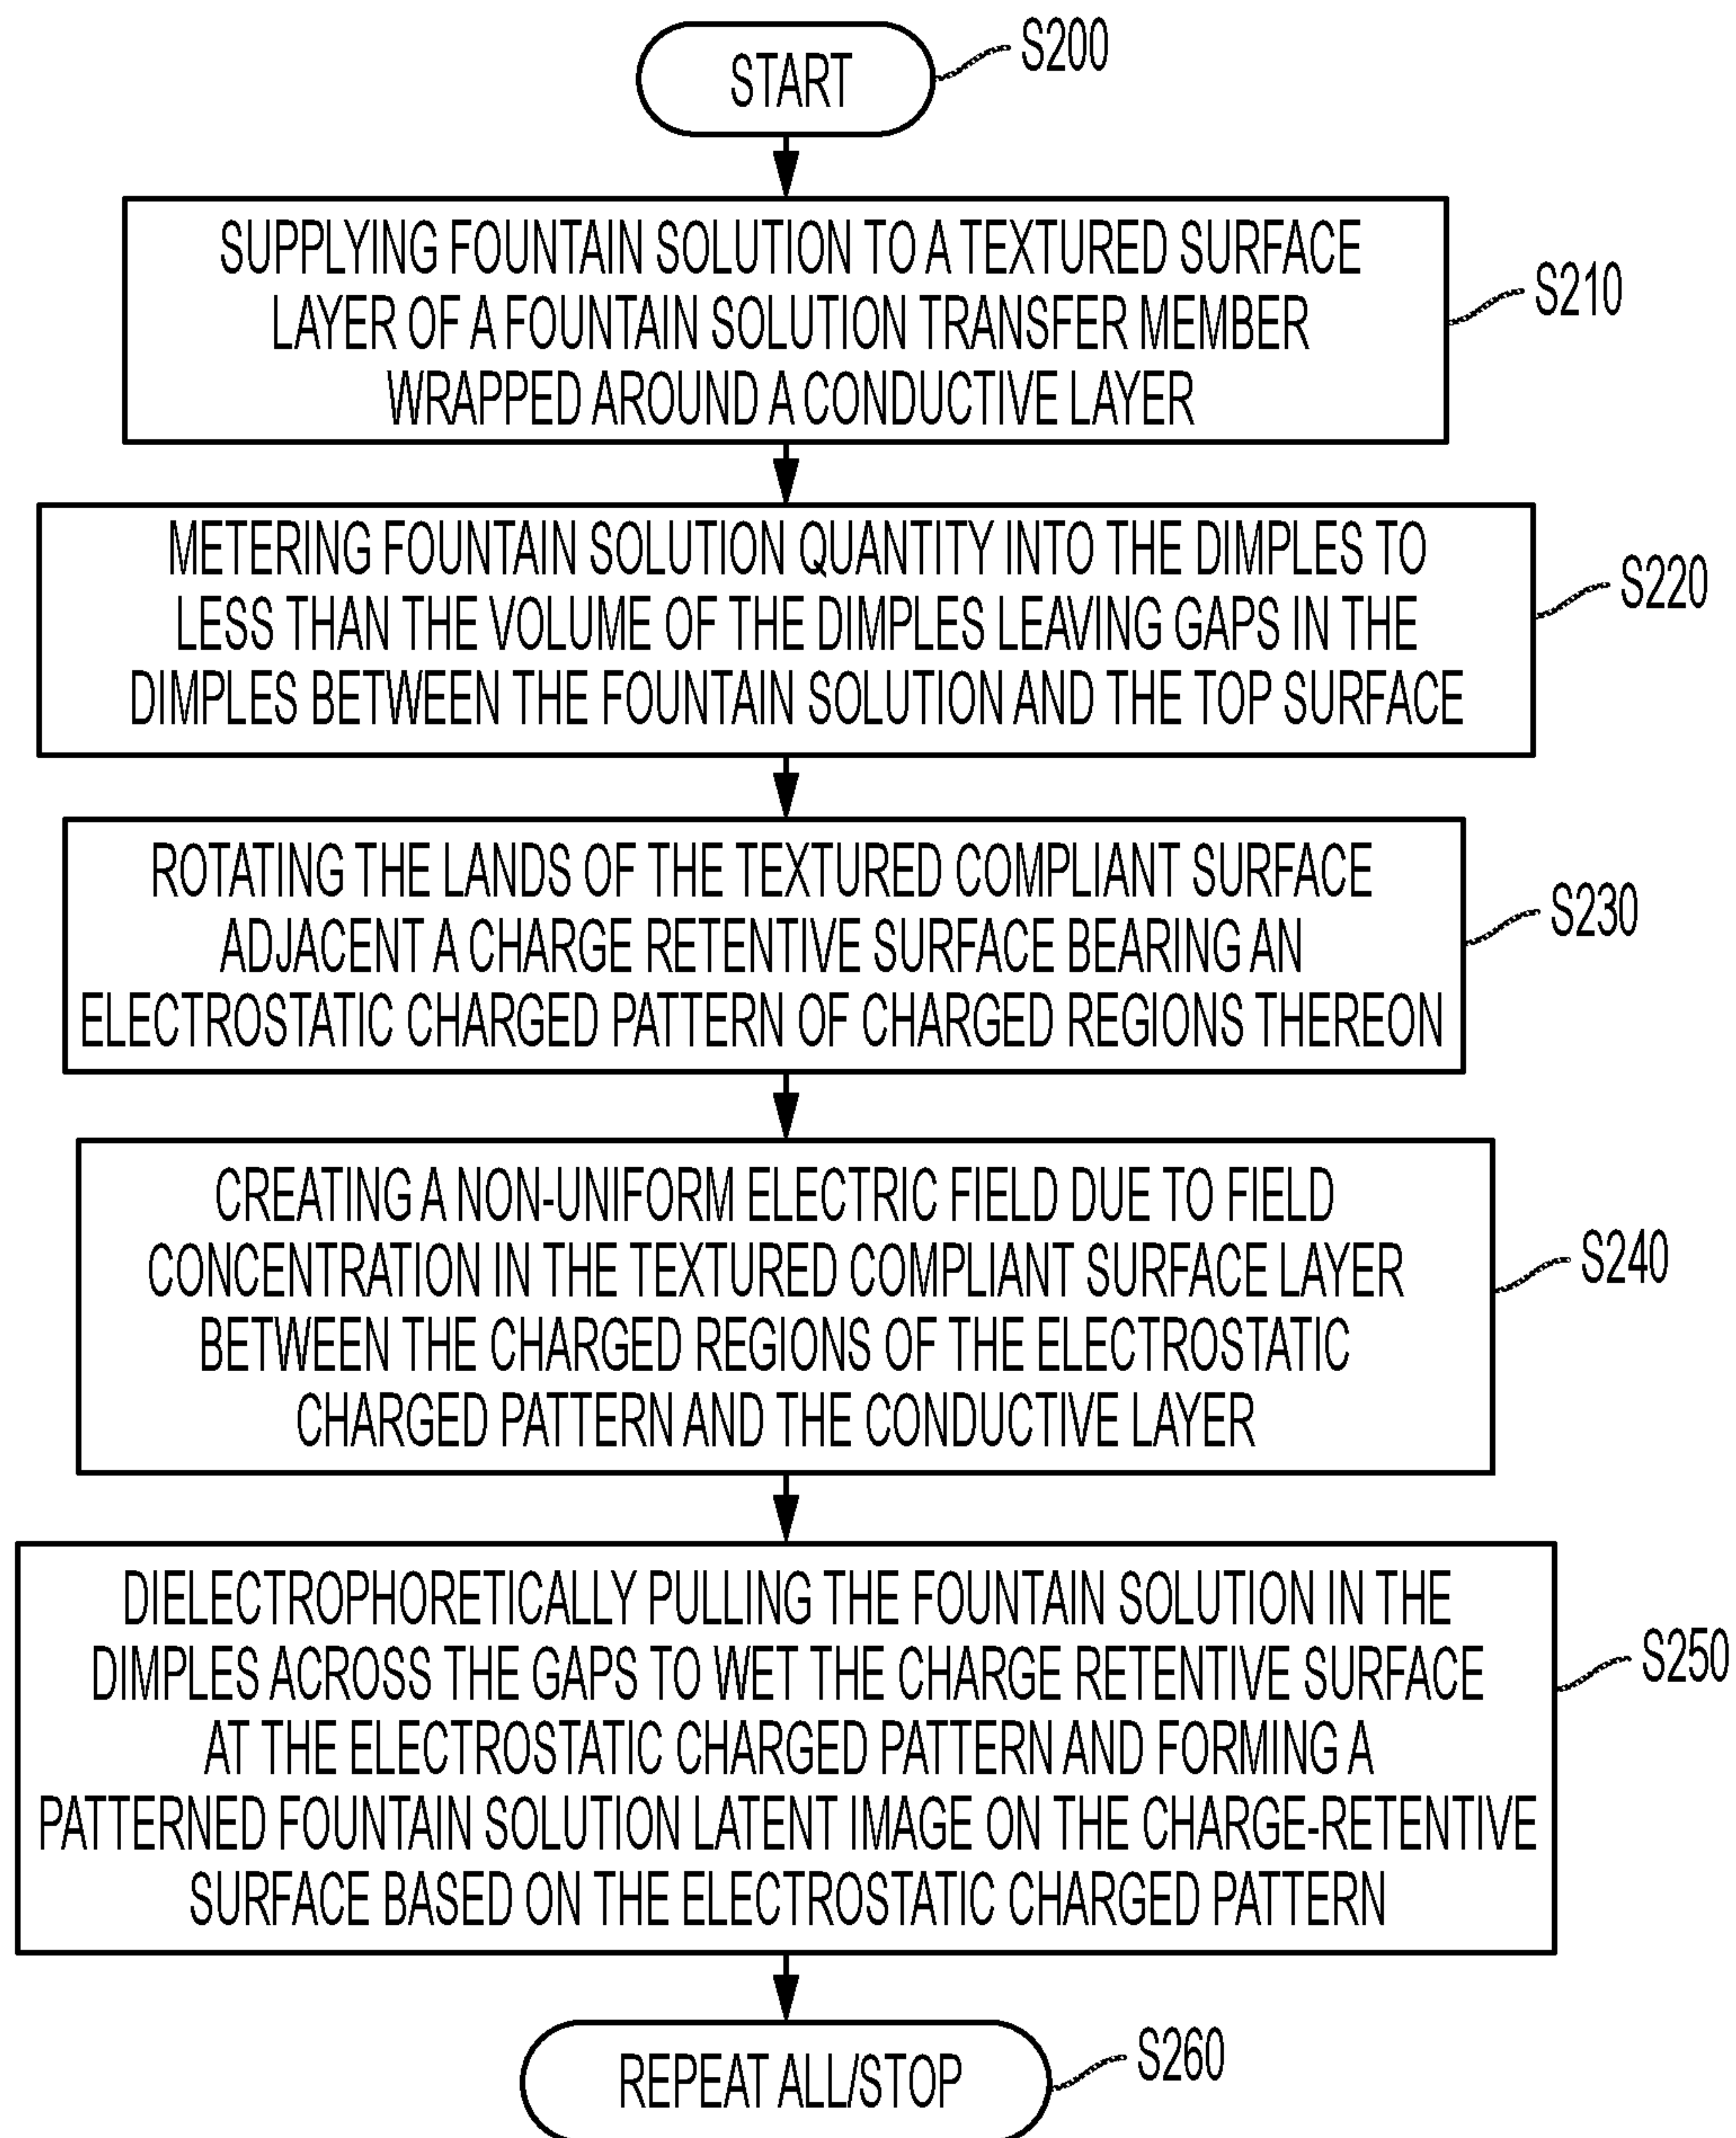 START
S200
SUPPLYING FOUNTAIN SOLUTION TO A TEXTURED SURFACE
LAYER OF A FOUNTAIN SOLUTION TRANSFER MEMBER
WRAPPED AROUND A CONDUCTIVE LAYER
S210
METERING FOUNTAIN SOLUTION QUANTITY INTO THE DIMPLES TO
LESS THAN THE VOLUME OF THE DIMPLES LEAVING GAPS IN THE
DIMPLES BETWEEN THE FOUNTAIN SOLUTION AND THE TOP SURFACE
S220
ROTATING THE LANDS OF THE TEXTURED COMPLIANT SURFACE
ADJACENT A CHARGE RETENTIVE SURFACE BEARING AN
ELECTROSTATIC CHARGED PATTERN OF CHARGED REGIONS THEREON
S230
CREATING A NON-UNIFORM ELECTRIC FIELD DUE TO FIELD
CONCENTRATION IN THE TEXTURED COMPLIANT SURFACE LAYER
BETWEEN THE CHARGED REGIONS OF THE ELECTROSTATIC
CHARGED PATTERN AND THE CONDUCTIVE LAYER
S240
DIELECTROPHORETICALLY PULLING THE FOUNTAIN SOLUTION IN THE
DIMPLES ACROSS THE GAPS TO WET THE CHARGE RETENTIVE SURFACE
AT THE ELECTROSTATIC CHARGED PATTERN AND FORMING A
PATTERNED FOUNTAIN SOLUTION LATENT IMAGE ON THE CHARGE-RETENTIVE
SURFACE BASED ON THE ELECTROSTATIC CHARGED PATTERN
S250
REPEAT ALL/STOP
S260